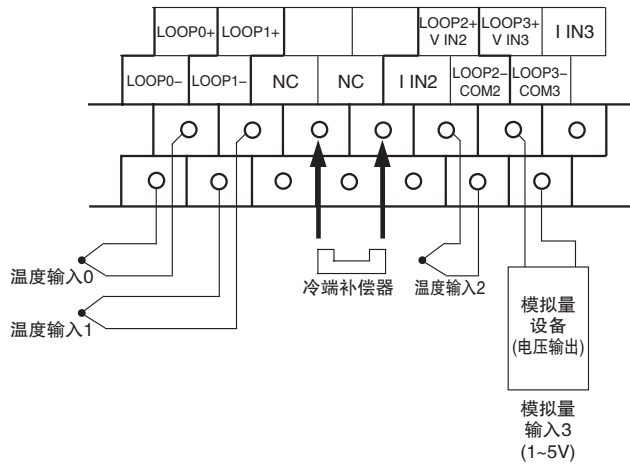 LOOP0+
LOOP1+
LOOP2+
V IN2
LOOP3+
V IN3
I IN3
LOOP0–
LOOP1–
NC
NC
I IN2
LOOP2–
COM2
LOOP3–
COM3
温度输入0
温度输入1
冷端补偿器
温度输入2
模拟量
设备
(电压输出)
模拟量
输入3
(1~5V)